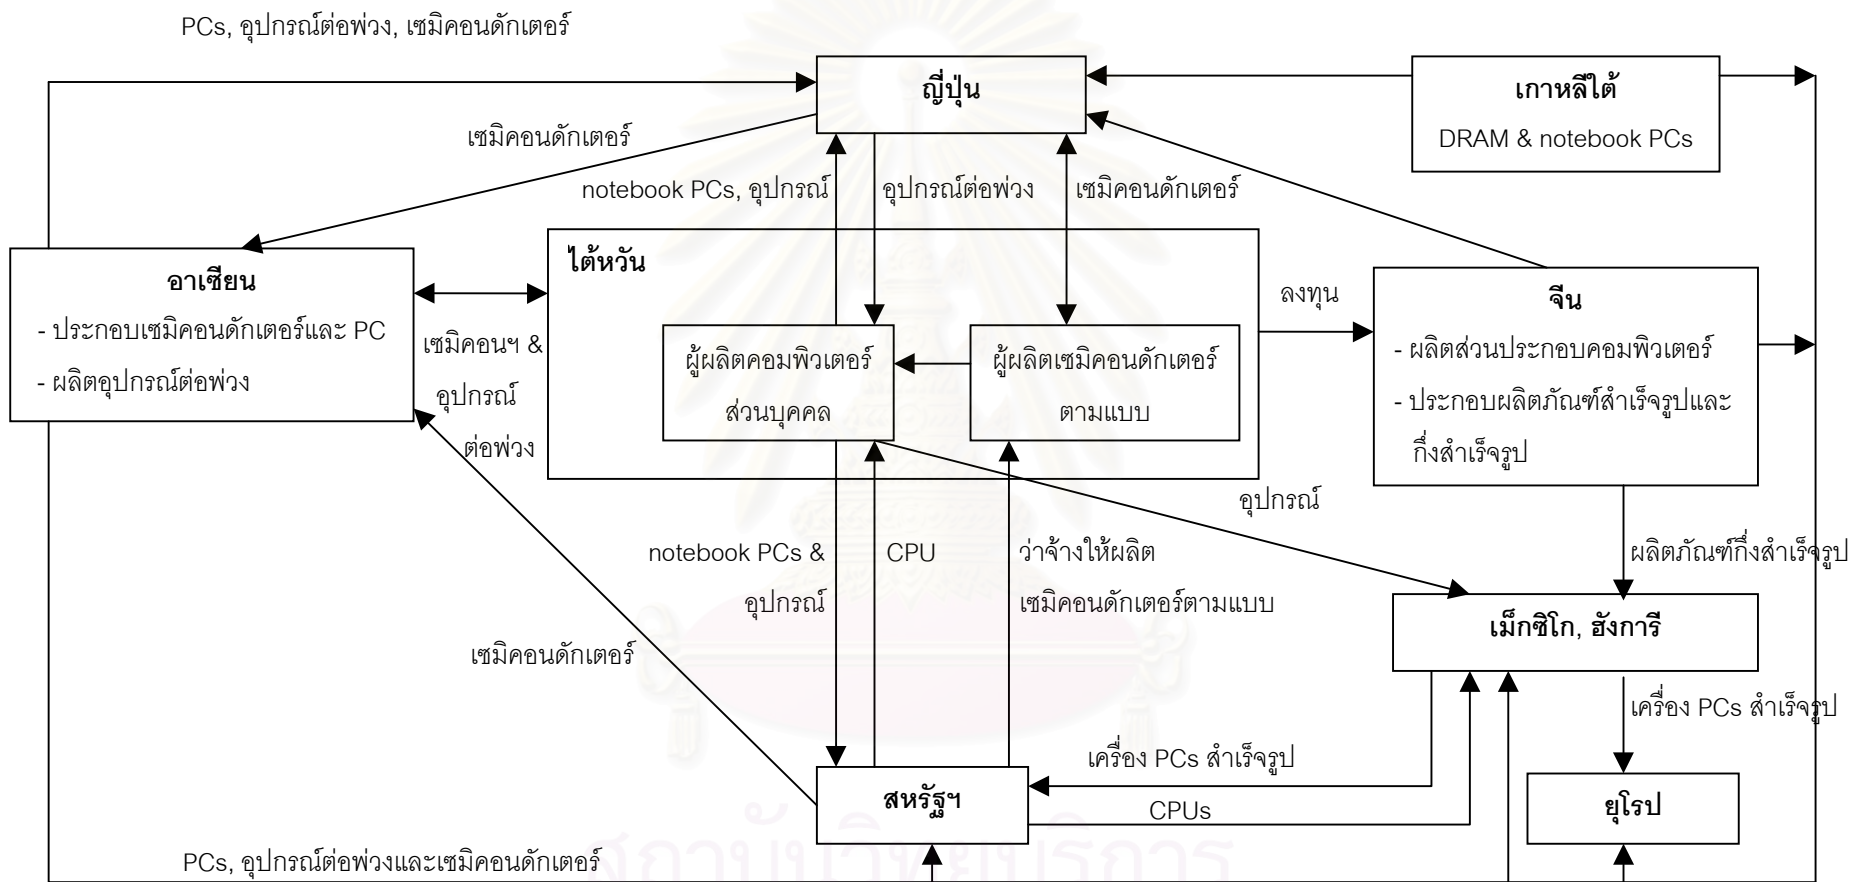 PCs, อุปกรณ์ต่อพ่วง, เซมิคอนดักเตอร์
ญี่ปุ่น
เกาหลีใต้
DRAM & notebook PCs
เซมิคอนดักเตอร์
notebook PCs, อุปกรณ์
อุปกรณ์ต่อพ่วง
เซมิคอนดักเตอร์
ไต้หวัน
อาเซียน
- ประกอบเซมิคอนดักเตอร์และ PC
- ผลิตอุปกรณ์ต่อพ่วง
เซมิคอนฯ &
อุปกรณ์
ต่อพ่วง
ผู้ผลิตคอมพิวเตอร์
ส่วนบุคคล
ผู้ผลิตเซมิคอนดักเตอร์
ตามแบบ
ลงทุน
จีน
- ผลิตส่วนประกอบคอมพิวเตอร์
- ประกอบผลิตภัณฑ์สำเร็จรูปและ
กึ่งสำเร็จรูป
อุปกรณ์
notebook PCs &
อุปกรณ์
CPU
ว่าจ้างให้ผลิต
เซมิคอนดักเตอร์ตามแบบ
ผลิตภัณฑ์กึ่งสำเร็จรูป
เม็กซิโก, ฮังการี
เซมิคอนดักเตอร์
เครื่อง PCs สำเร็จรูป
เครื่อง PCs สำเร็จรูป
สหรัฐฯ
CPUs
ยุโรป
PCs, อุปกรณ์ต่อพ่วงและเซมิคอนดักเตอร์
สถาบันวิทยบริการ